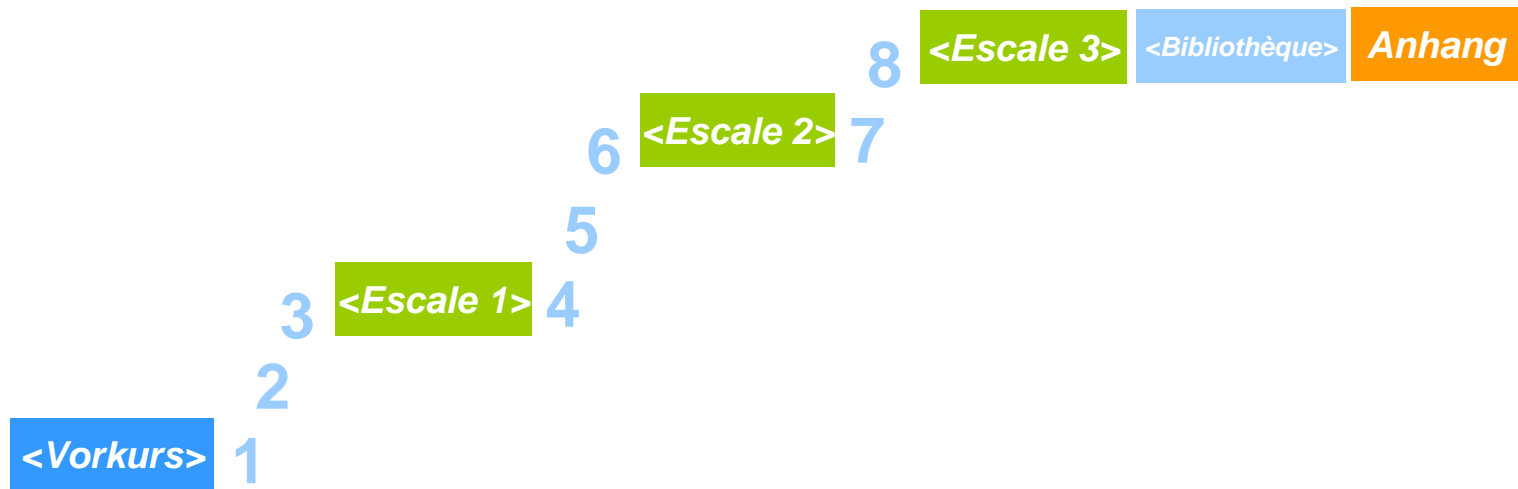 8 <Escale 3> <Bibliothèque> Anhang
6 <Escale 2> 7
5
3 <Escale 1> 4
2
<Vorkurs> 1